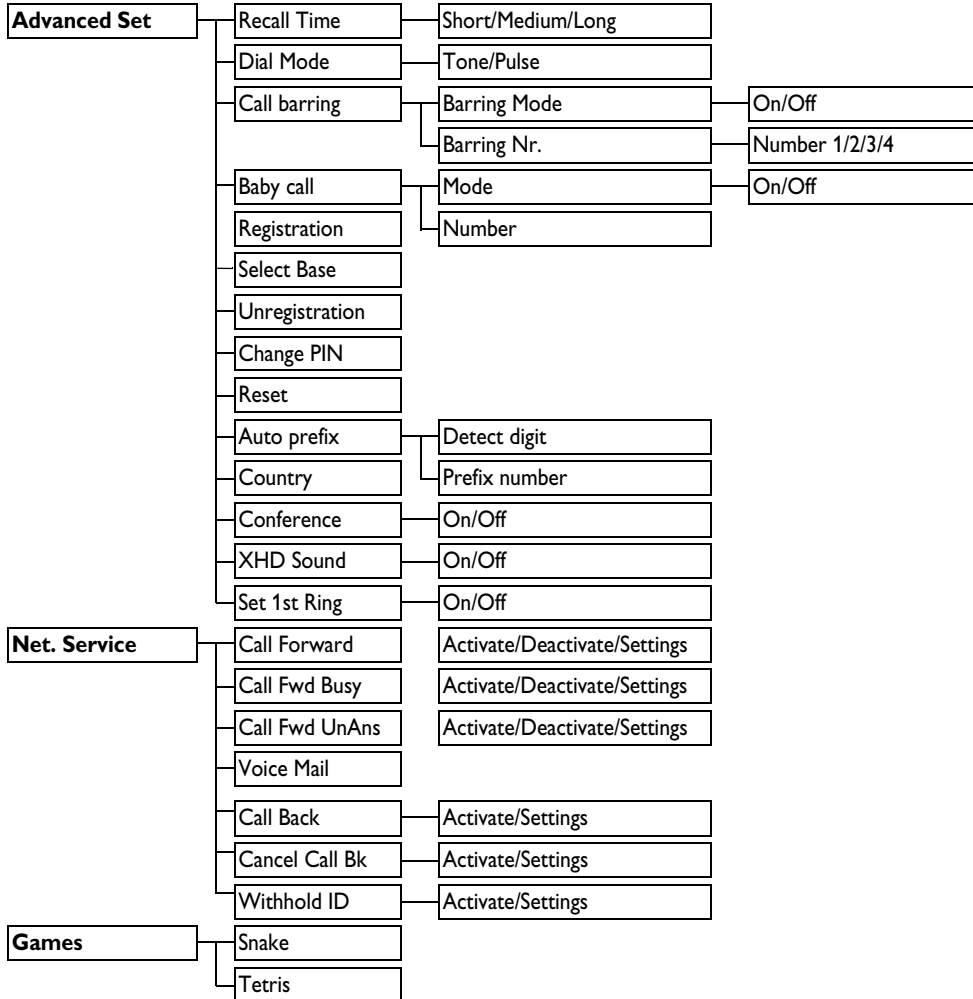 Advanced Set Recall Time Short/Medium/Long
Dial Mode Tone/Pulse
Call barring Barring Mode On/Off
Barring Nr. Number 1/2/3/4
Baby call Mode On/Off
Registration Number
Select Base
Unregistration
Change PIN
Reset
Auto prefix Detect digit
Country Prefix number
Conference On/Off
XHD Sound On/Off
Set 1st Ring On/Off
Net. Service Call Forward Activate/Deactivate/Settings
Call Fwd Busy Activate/Deactivate/Settings
Call Fwd UnAns Activate/Deactivate/Settings
Voice Mail
Call Back Activate/Settings
Cancel Call Bk Activate/Settings
Withhold ID Activate/Settings
Games Snake
Tetris